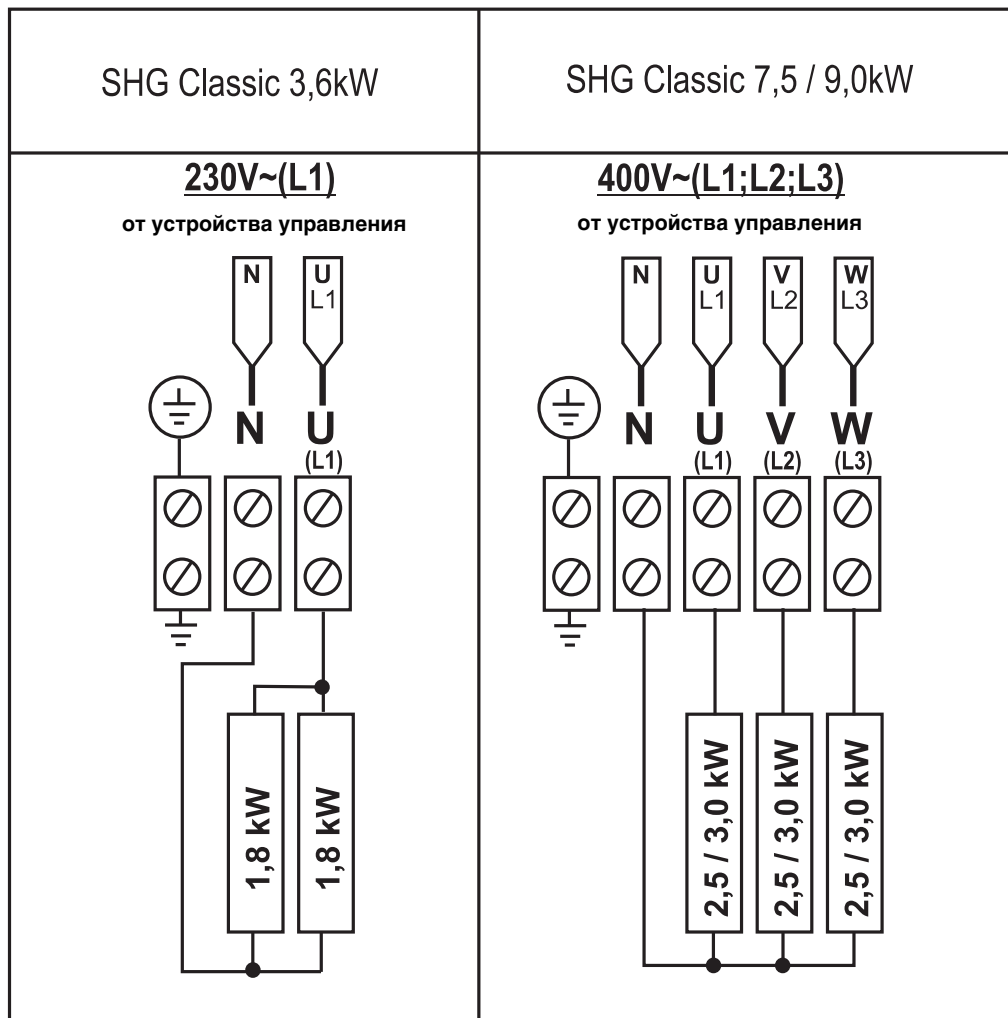 SHG Classic 3,6kW
SHG Classic 7,5 / 9,0kW
230V~(L1)
от устройства управления
N
U
L1
N
U
(L1)
1,8 kW
1,8 kW
400V~(L1;L2;L3)
от устройства управления
N
U
L1
V
L2
W
L3
N
U
V
W
(L1)
(L2)
(L3)
2,5 / 3,0 kW
2,5 / 3,0 kW
2,5 / 3,0 kW